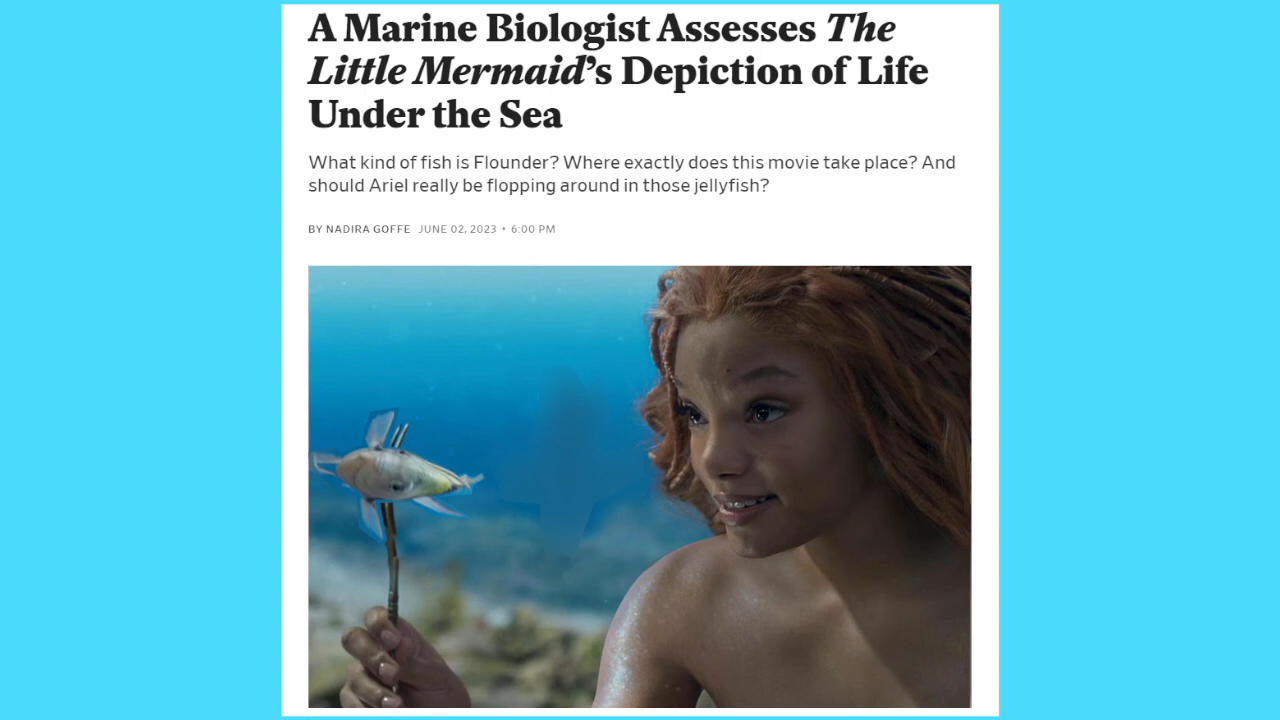 A Marine Biologist Assesses The
Little Mermaid’s Depiction of Life
Under the Sea
What kind of fish is Flounder? Where exactly does this movie take place? And
should Ariel really be flopping around in those jellyfish?
BY NADIRA GOFFE JUNE 02, 2023 • 6:00 PM